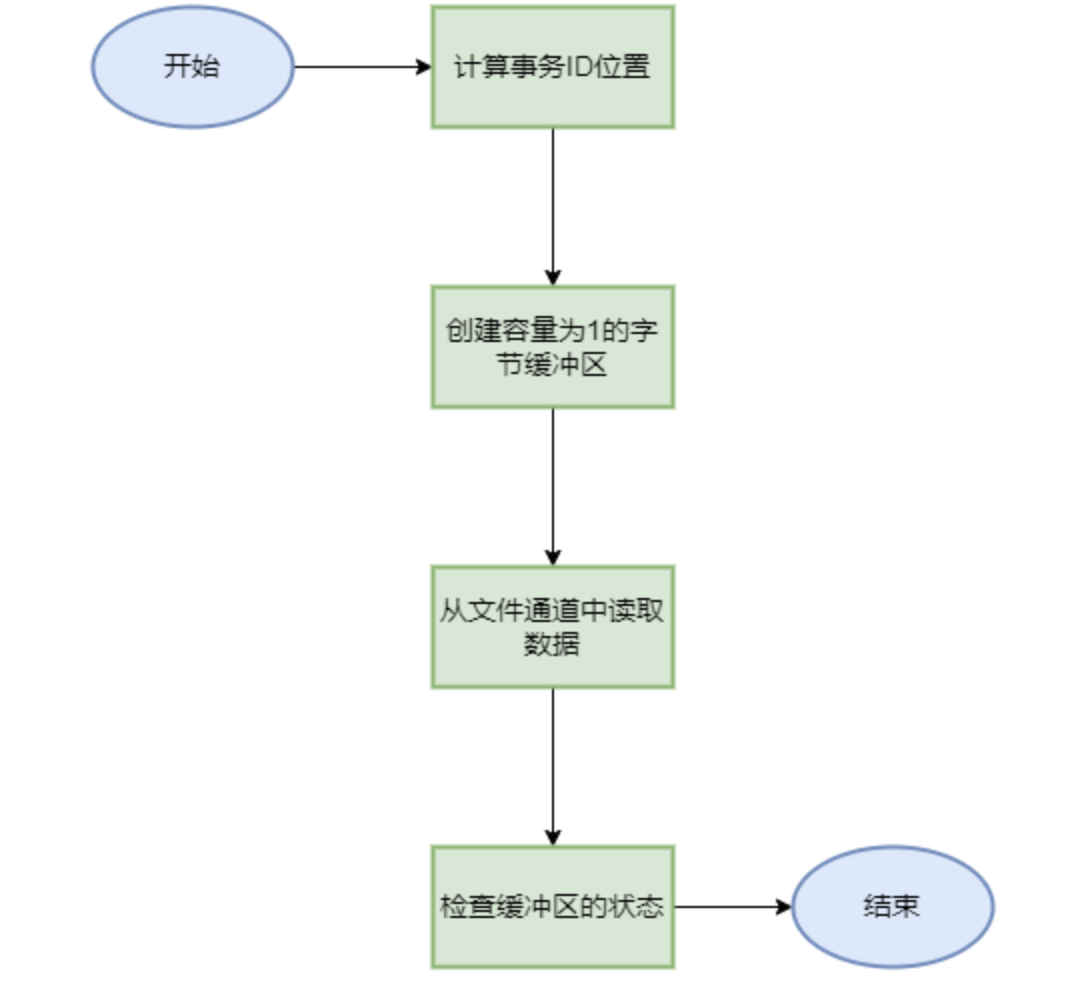 开始
计算事务ID位置
创建容量为1的字
节缓冲区
从文件通道中读取
数据
检查缓冲区的状态
结束